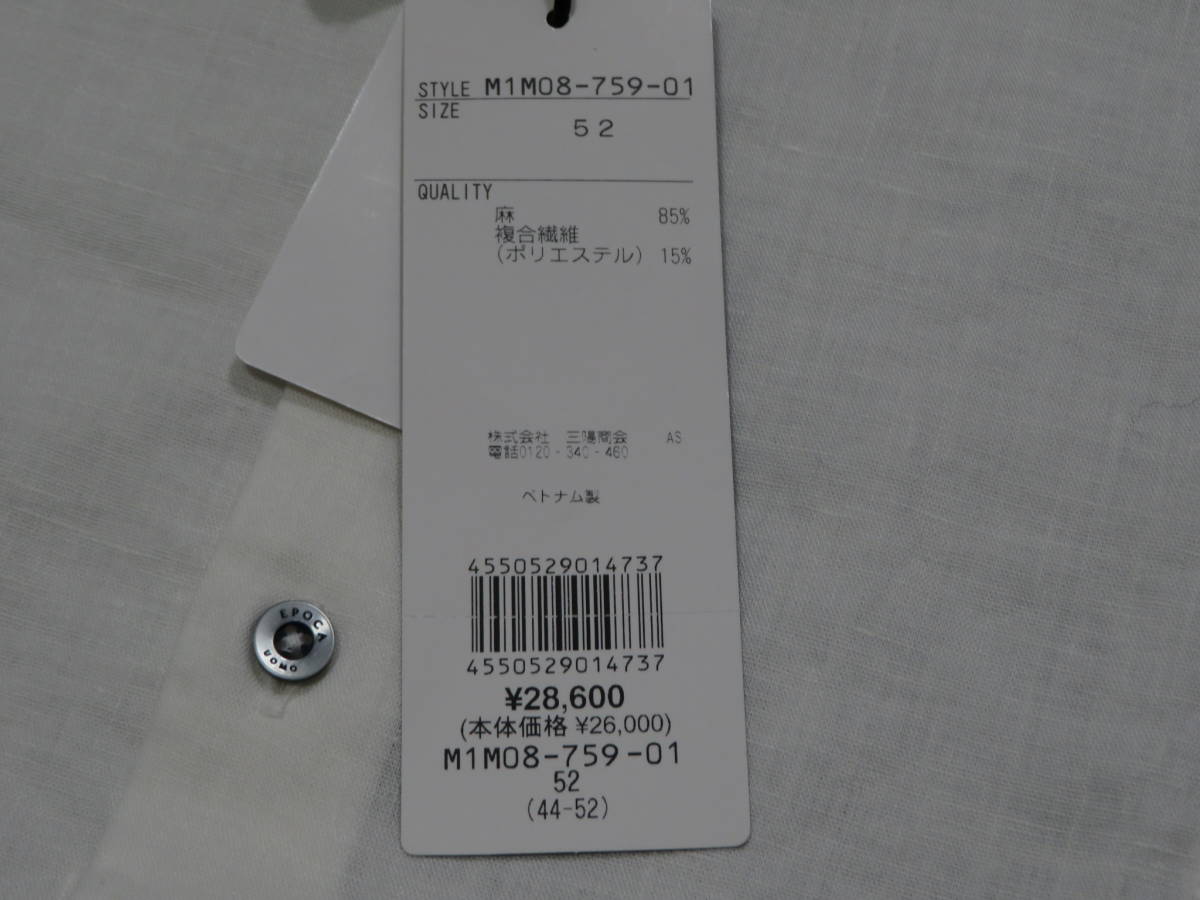 STYLE M1M08-759-01
SIZE
52
QUALITY
麻 85%
複合繊維
(ポリエステル) 15%
株式会社 三陽商会 AS
電話0120-340-460
ベトナム製
4550529014737
4550529014737
¥28,600
(本体価格 ¥26,000)
M1M08-759-01
52
(44-52)
EPOCA
UOMO